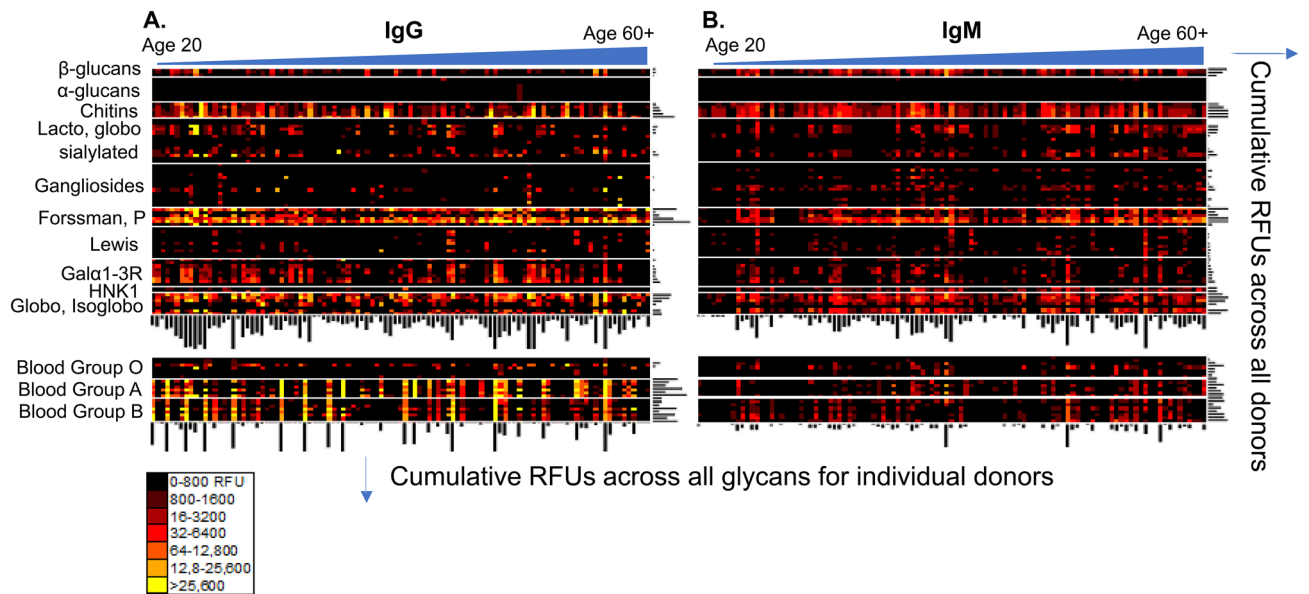 A.
IgG
Age 20
Age 60+
B.
IgM
Age 20
Age 60+
β-glucans
α-glucans
Chitins
Lacto, globo
sialylated
Gangliosides
Forssman, P
Lewis
Galα1-3R
HNK1
Globo, Isoglobo
Blood Group O
Blood Group A
Blood Group B
Cumulative RFUs across all donors
Cumulative RFUs across all glycans for individual donors
0-800 RFU
800-1600
16-3200
32-6400
64-12,800
12,8-25,600
>25,600